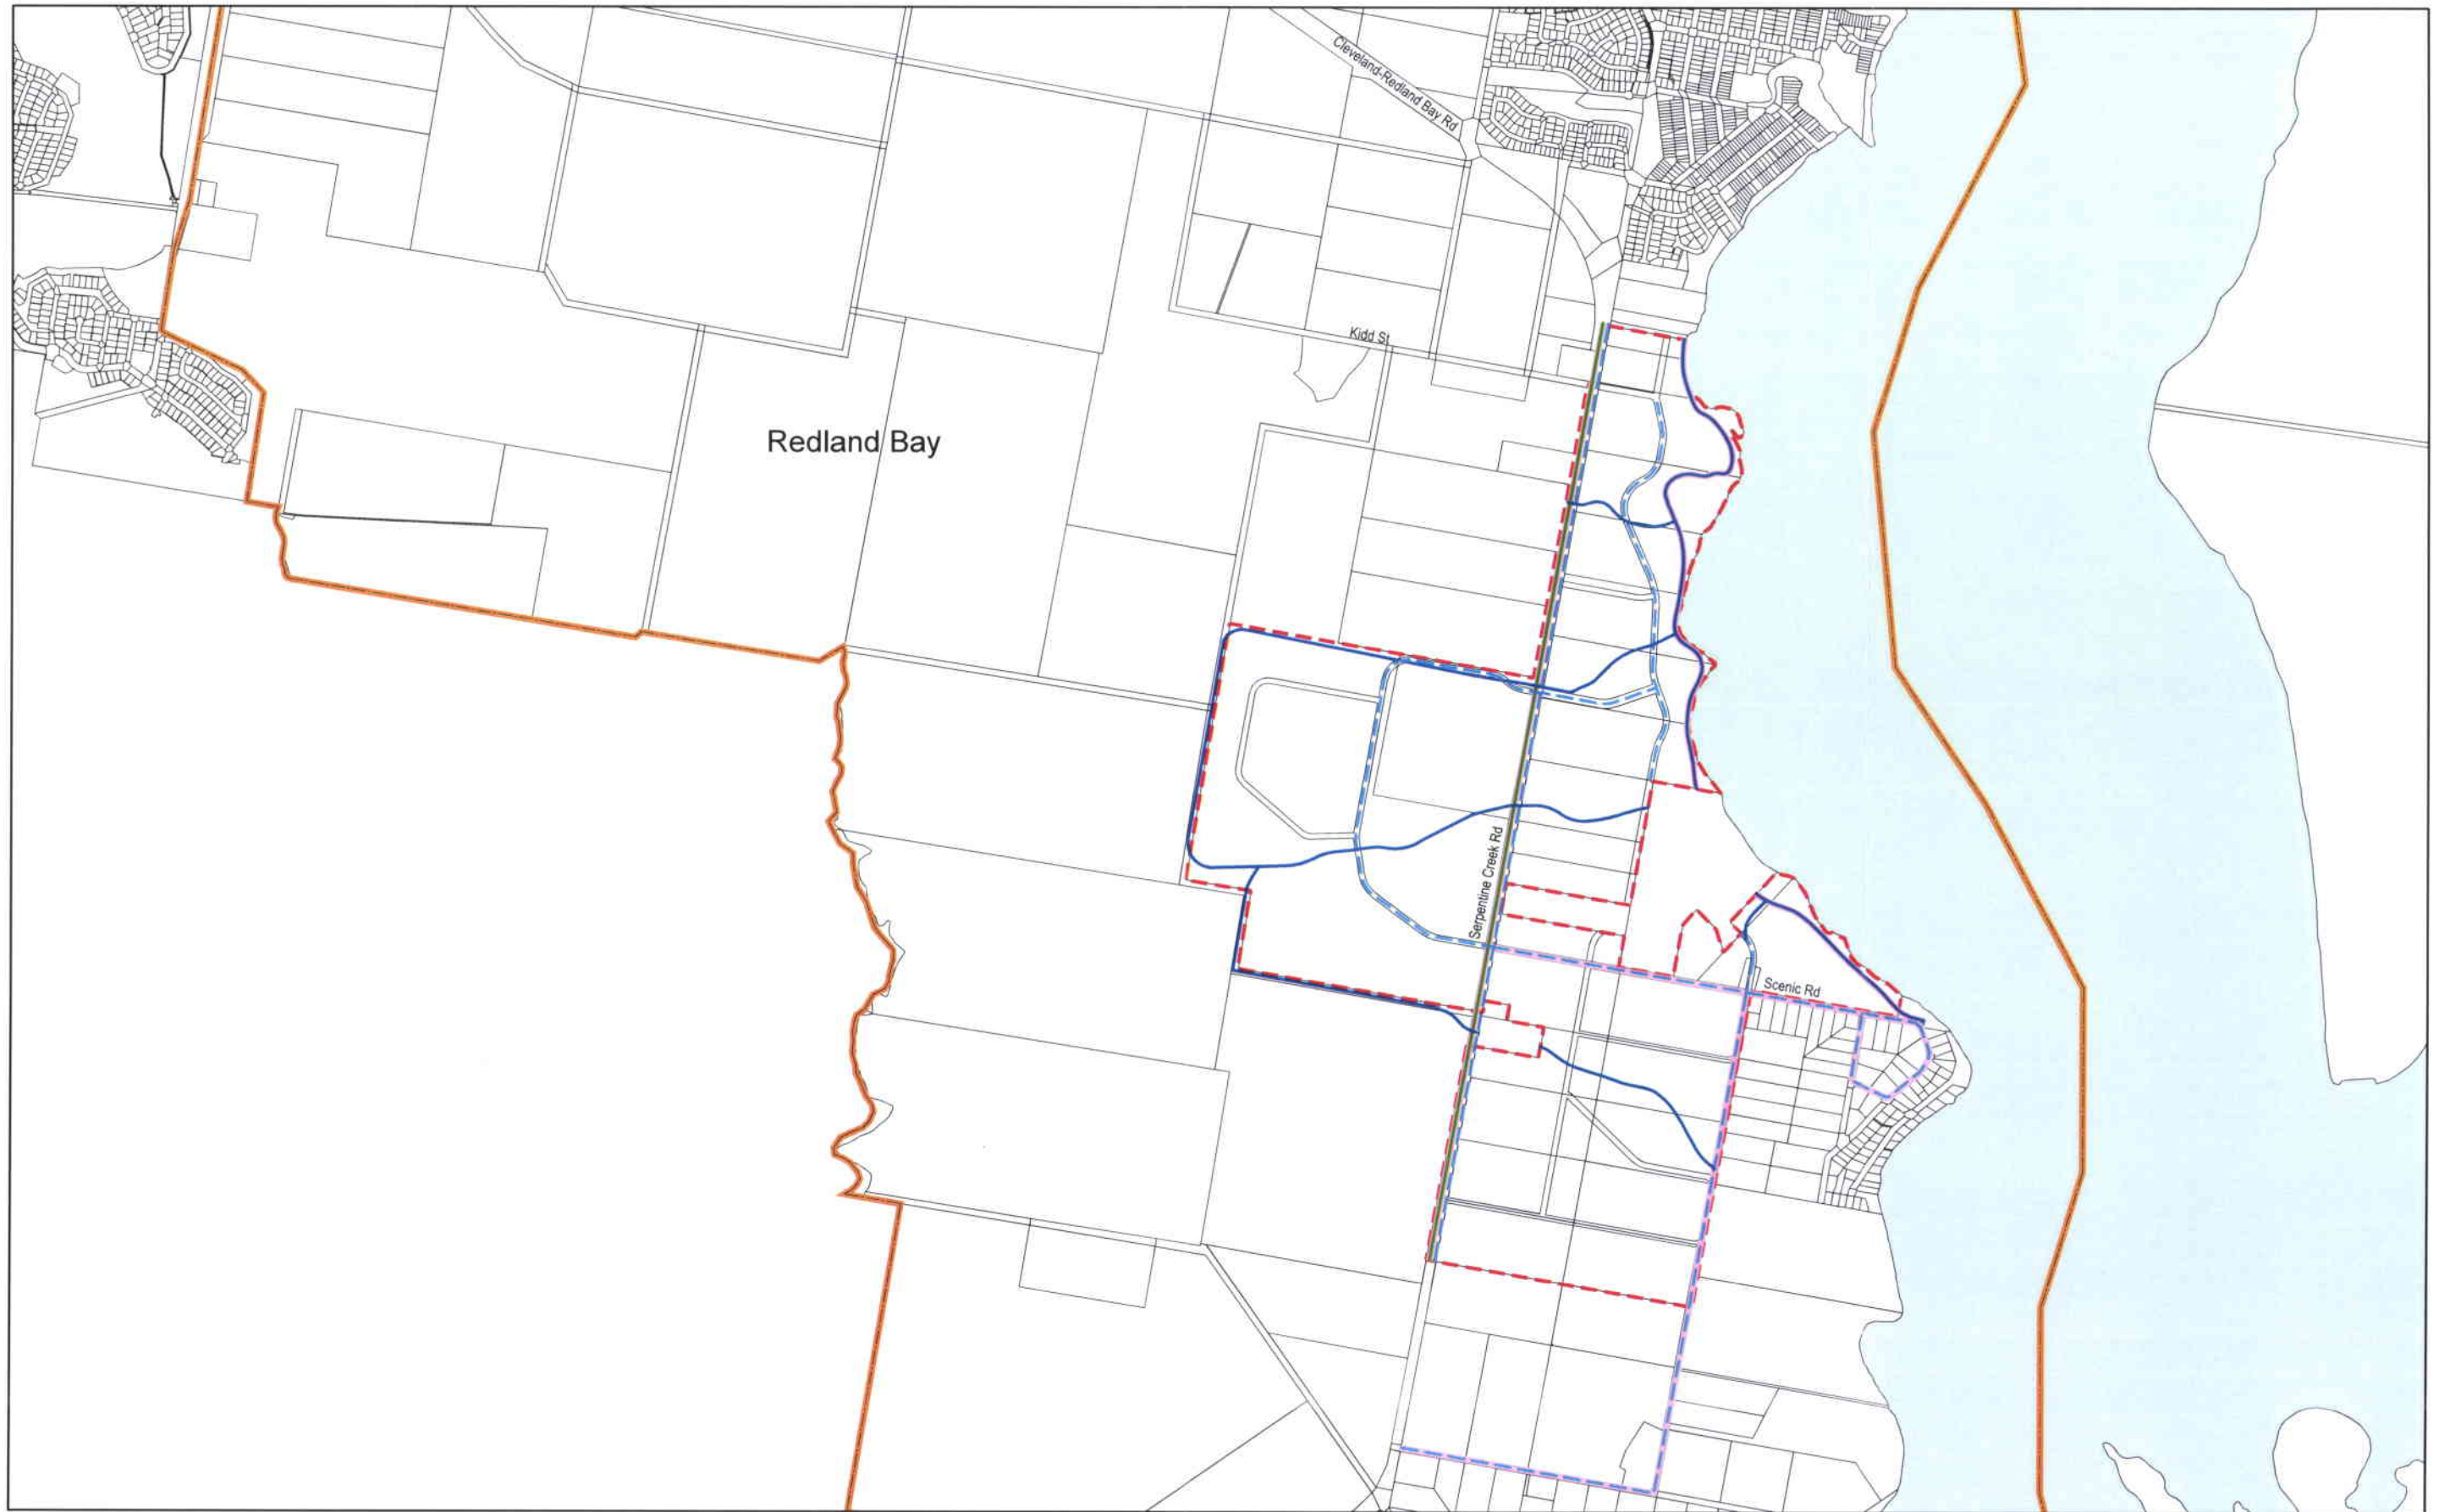 Cleveland-Redland Bay Rd
Kidd St
Redland Bay
Serpentine Creek Rd
Scenic Rd